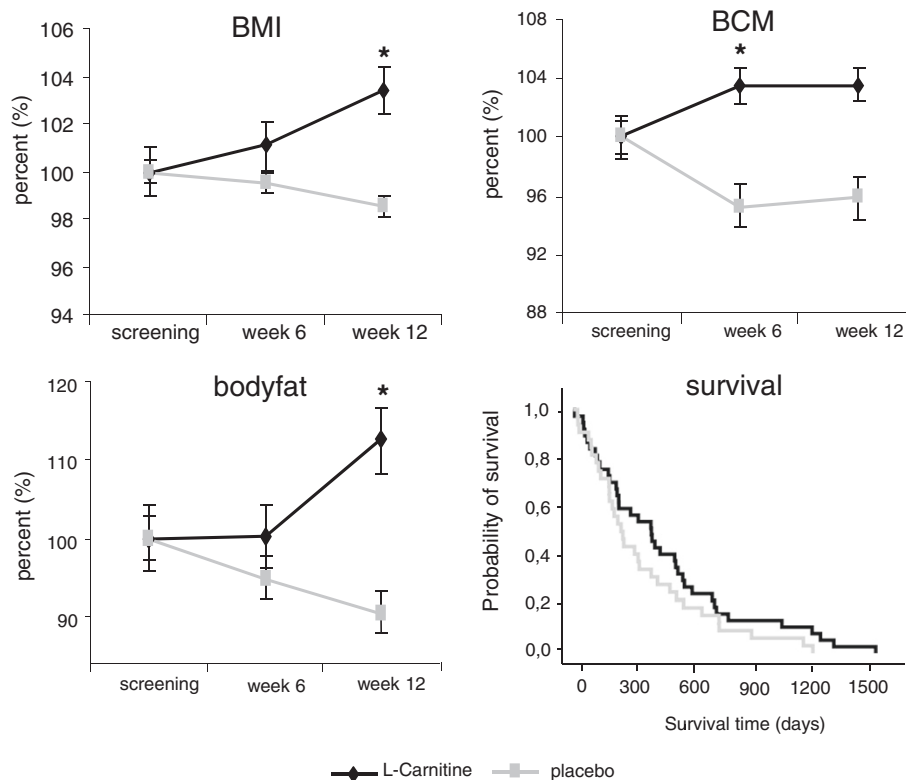 BMI
106
104
102
100
98
96
94
percent (%)
*
screening
week 6
week 12
BCM
108
104
100
96
92
88
percent (%)
*
screening
week 6
week 12
bodyfat
120
110
100
90
percent (%)
*
screening
week 6
week 12
survival
1,0
0,8
0,6
0,4
0,2
0,0
Probability of survival
0
300
600
900
1200
1500
Survival time (days)
L-Carnitine
placebo